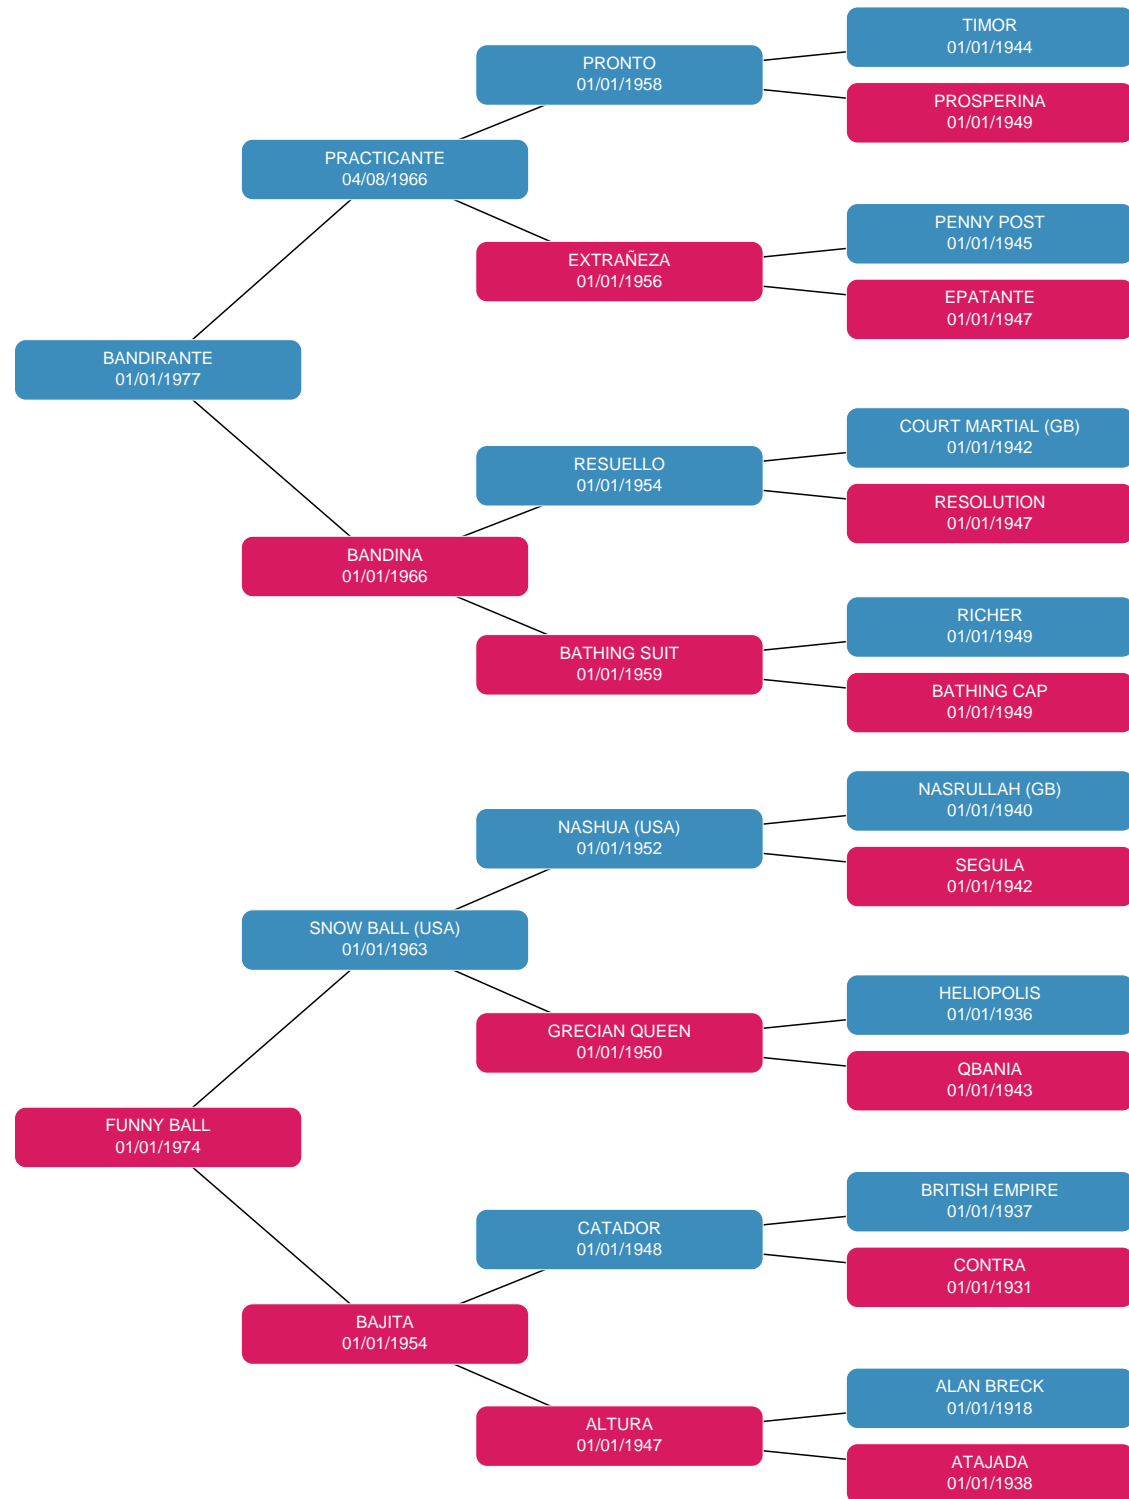 TIMOR
01/01/1944
PRONTO
01/01/1958
PROSPERINA
01/01/1949
PRACTICANTE
04/08/1966
PENNY POST
01/01/1945
EXTRAÑEZA
01/01/1956
EPATANTE
01/01/1947
BANDIRANTE
01/01/1977
COURT MARTIAL (GB)
01/01/1942
RESUELLO
01/01/1954
RESOLUTION
01/01/1947
BANDINA
01/01/1966
RICHER
01/01/1949
BATHING SUIT
01/01/1959
BATHING CAP
01/01/1949
NASRULLAH (GB)
01/01/1940
NASHUA (USA)
01/01/1952
SEGULA
01/01/1942
SNOW BALL (USA)
01/01/1963
HELIOPOLIS
01/01/1936
GRECIAN QUEEN
01/01/1950
QBANIA
01/01/1943
FUNNY BALL
01/01/1974
BRITISH EMPIRE
01/01/1937
CATADOR
01/01/1948
CONTRA
01/01/1931
BAJITA
01/01/1954
ALAN BRECK
01/01/1918
ALTURA
01/01/1947
ATAJADA
01/01/1938